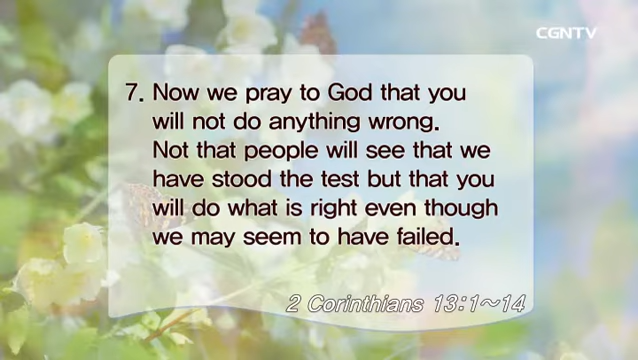 CGNTV
7. Now we pray to God that you
will not do anything wrong.
Not that people will see that we
have stood the test but that you
will do what is right even though
we may seem to have failed.
2 Corinthians 13:1~14